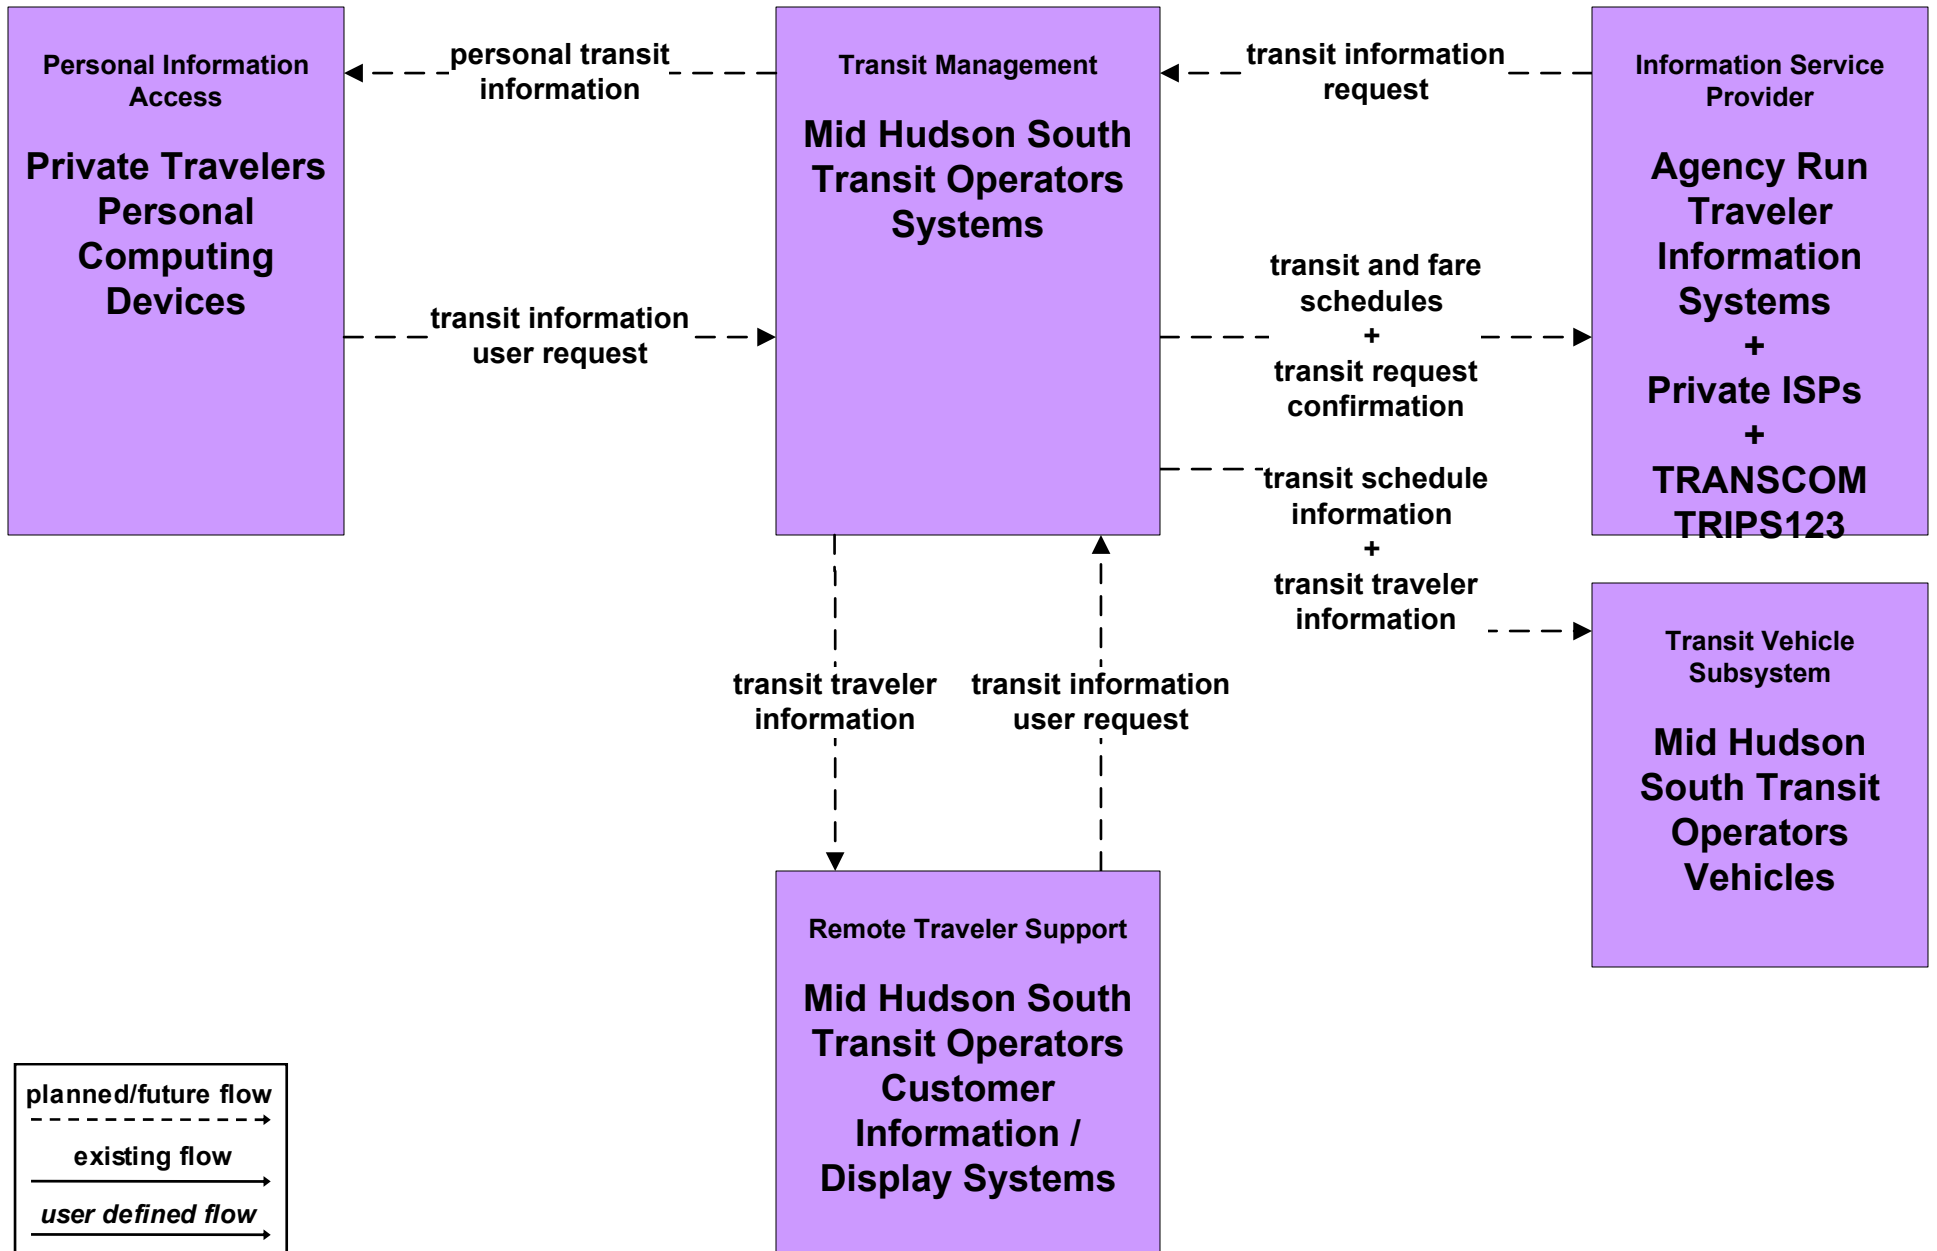 Personal Information
Access
Private Travelers
Personal
Computing
Devices
personal transit
information
transit information
user request
Transit Management
Mid Hudson South
Transit Operators
Systems
transit information
request
transit and fare
schedules
+
transit request
confirmation
transit schedule
information
+
transit traveler
information
Information Service
Provider
Agency Run
Traveler
Information
Systems
+
Private ISPs
+
TRANSCOM
TRIPS123
Transit Vehicle
Subsystem
Mid Hudson
South Transit
Operators
Vehicles
transit traveler
information
transit information
user request
Remote Traveler Support
Mid Hudson South
Transit Operators
Customer
Information /
Display Systems
planned/future flow
existing flow
user defined flow